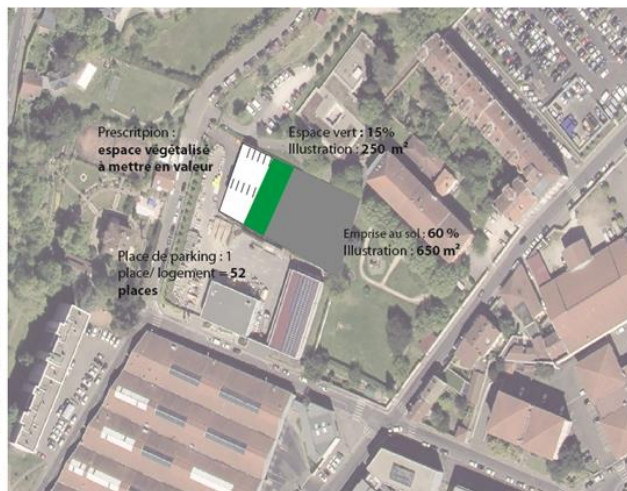 Prescritpion :
espace végétalisé
à mettre en valeur
Espace vert : 15%
Illustration : 250 m²
Emprise au sol : 60 %
Illustration : 650 m²
Place de parking : 1
place/ logement = 52
places